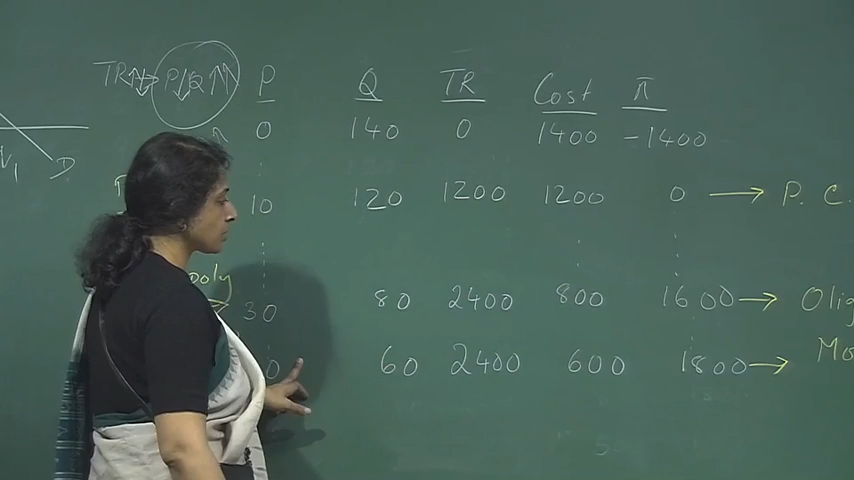 TR P Q P Q TR Cost π
0 140 0 1400 -1400
D 10 120 1200 1200 0 → P. C.
poly 30 80 2400 800 1600 → Olig
0 60 2400 600 1800 → Mo